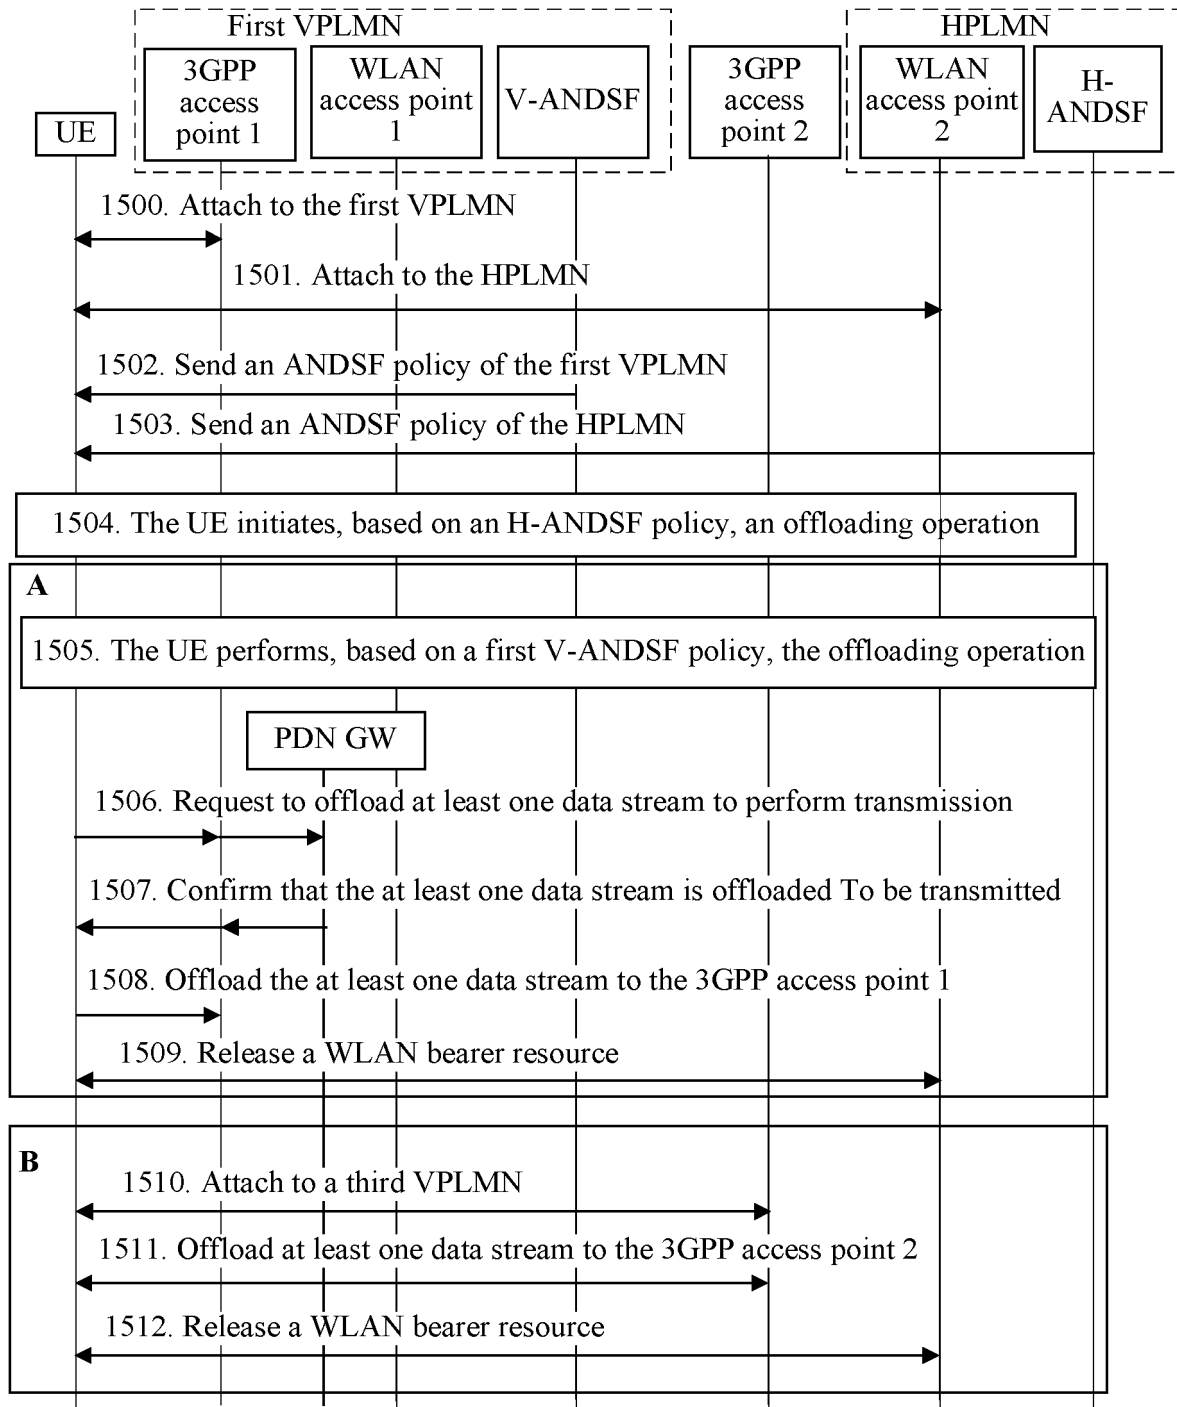 First VPLMN
HPLMN
UE
3GPP
access
point 1
WLAN
access point
1
V-ANDSF
3GPP
access
point 2
WLAN
access point
2
H-
ANDSF
1500. Attach to the first VPLMN
1501. Attach to the HPLMN
1502. Send an ANDSF policy of the first VPLMN
1503. Send an ANDSF policy of the HPLMN
1504. The UE initiates, based on an H-ANDSF policy, an offloading operation
A
1505. The UE performs, based on a first V-ANDSF policy, the offloading operation
PDN GW
1506. Request to offload at least one data stream to perform transmission
1507. Confirm that the at least one data stream is offloaded To be transmitted
1508. Offload the at least one data stream to the 3GPP access point 1
1509. Release a WLAN bearer resource
B
1510. Attach to a third VPLMN
1511. Offload at least one data stream to the 3GPP access point 2
1512. Release a WLAN bearer resource